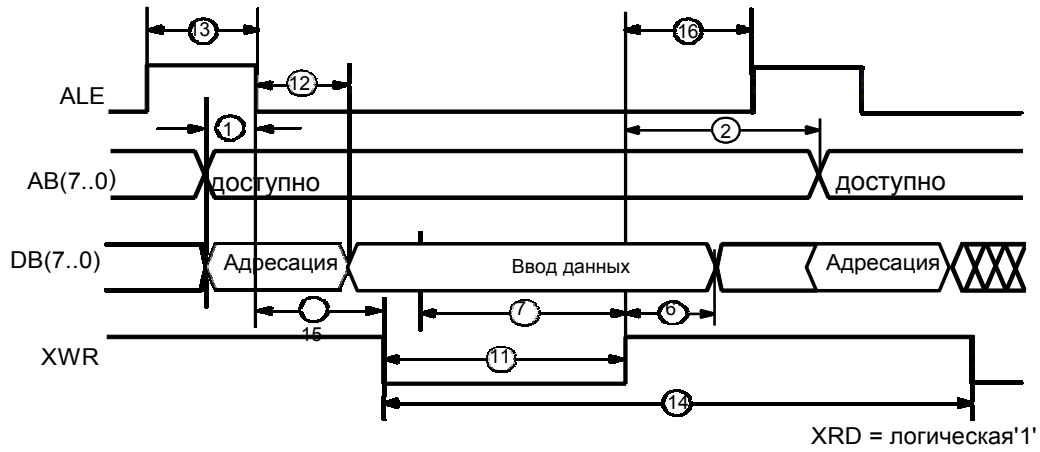 13
16
12
ALE
1
2
AB(7..0)
доступно
доступно
DB(7..0)
Адресация
Ввод данных
Адресация
7
6
15
XWR
11
14
XRD = логическая'1'